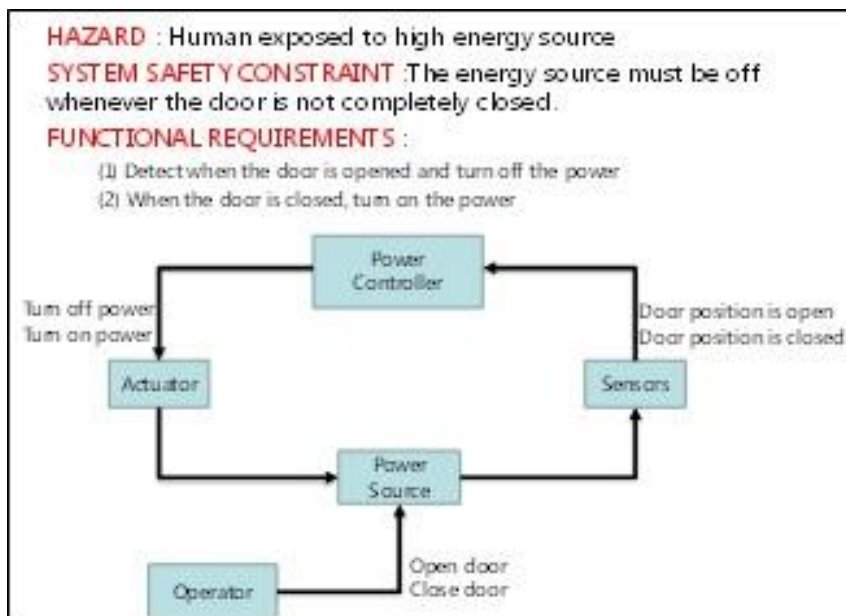 HAZARD : Human exposed to high energy source
SYSTEM SAFETY CONSTRAINT :The energy source must be off
whenever the door is not completely closed.
FUNCTIONAL REQUIREMENTS :
(1) Detect when the door is opened and turn off the power
(2) When the door is closed, turn on the power
Power
Controller
Turn off power
Turn on power
Door position is open
Door position is closed
Actuator
Sensors
Power
Source
Open door
Close door
Operator